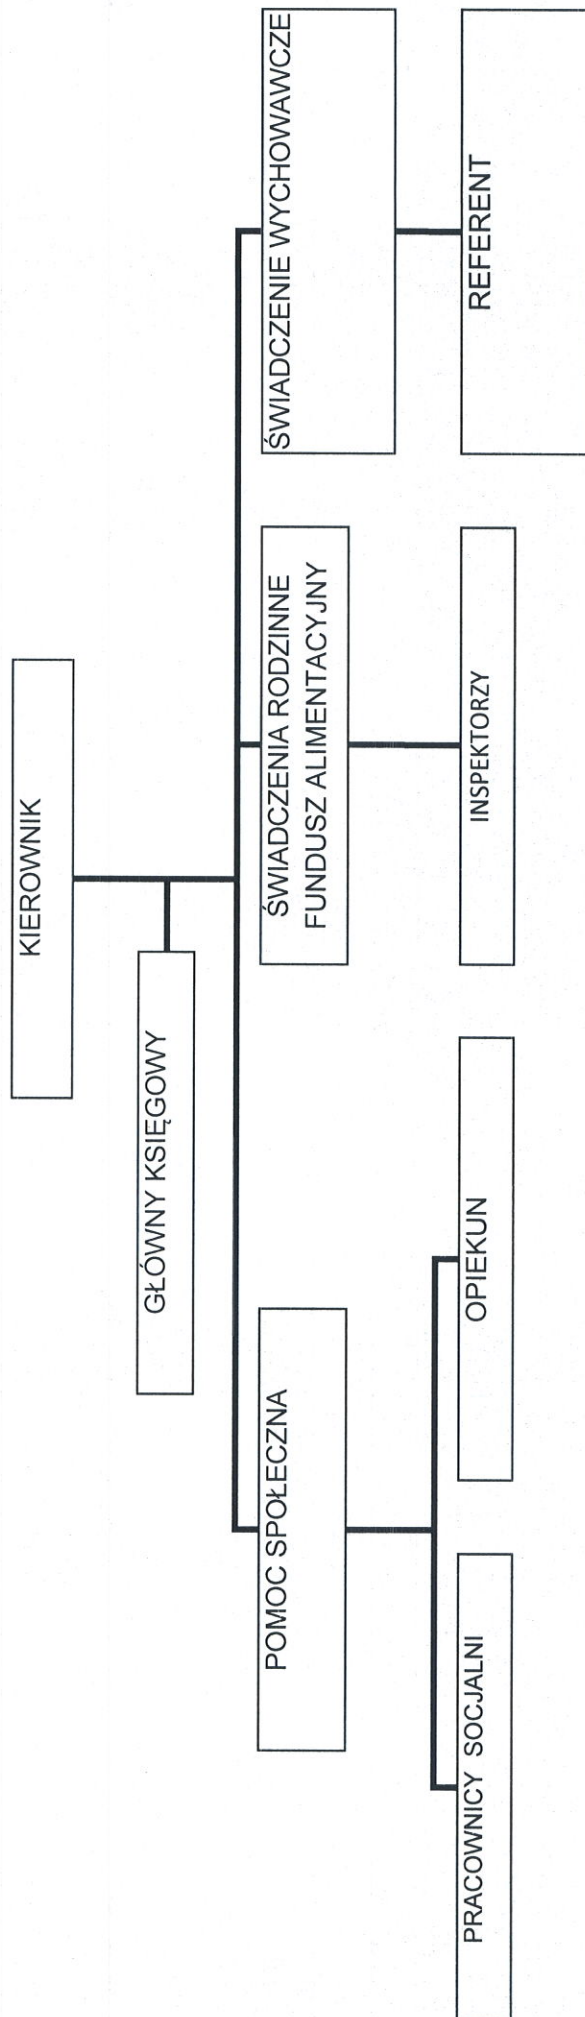 KIEROWNIK
GŁÓWNY KSIĘGOWY
POMOC SPOŁECZNA
ŚWIADCZENIA RODZINNE
FUNDUSZ ALIMENTACYJNY
ŚWIADCZENIE WYCHOWAWCZE
PRACOWNICY SOCJALNI
OPIEKUN
INSPEKTORZY
REFERENT